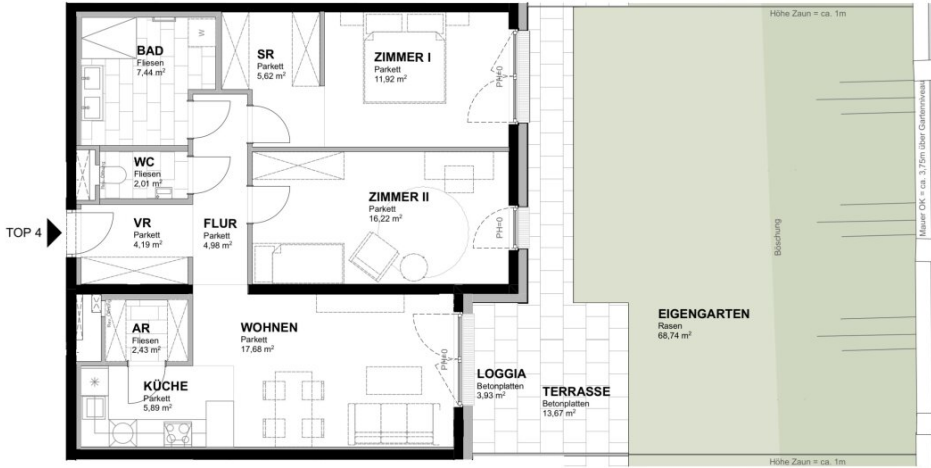 Höhe Zaun = ca. 1m
BAD
Fliesen
7,44 m²
W
SR
Parkett
5,62 m²
ZIMMER I
Parkett
11,92 m²
PH=0
WC
Fliesen
2,01 m²
ZIMMER II
Parkett
16,22 m²
PH=0
TOP 4
VR
Parkett
4,19 m²
FLUR
Parkett
4,98 m²
Böschung
Mauer OK = ca. 3,75m über Gartenniveau
EIGENGARTEN
Rasen
68,74 m²
AR
Fliesen
2,43 m²
WOHNEN
Parkett
17,68 m²
PH=0
KÜCHE
Parkett
5,89 m²
LOGGIA
Betonplatten
3,93 m²
TERRASSE
Betonplatten
13,67 m²
Höhe Zaun = ca. 1m